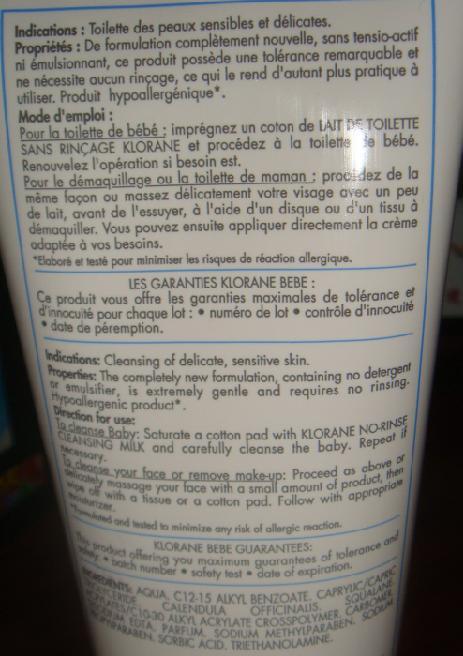 Indications : Toilette des peaux sensibles et délicates.
Propriétés : De formulation complètement nouvelle, sans tensio-actif
ni émulsionnant, ce produit possède une tolérance remarquable et
ne nécessite aucun rinçage, ce qui le rend d'autant plus pratique à
utiliser. Produit hypoallergénique*.
Mode d'emploi :
Pour la toilette de bébé : imprégnez un coton de LAIT DE TOILETTE
SANS RINÇAGE KLORANE et procédez à la toilette de bébé.
Renouvelez l'opération si besoin est.
Pour le démaquillage ou la toilette de maman : procédez de la
même façon ou massez délicatement votre visage avec un peu
de lait, avant de l'essuyer, à l'aide d'un disque ou d'un tissu à
démaquiller. Vous pouvez ensuite appliquer directement la crème
adaptée à vos besoins.
*Elaboré et testé pour minimiser les risques de réaction allergique.
LES GARANTIES KLORANE BEBE :
Ce produit vous offre les garanties maximales de tolérance et
d'innocuité pour chaque lot : • numéro de lot • contrôle d'innocuité
• date de péremption.
Indications: Cleansing of delicate, sensitive skin.
Properties: The completely new formulation, containing no detergent
or emulsifier, is extremely gentle and requires no rinsing.
Hypoallergenic product*.
Direction for use:
To cleanse Baby: Saturate a cotton pad with KLORANE NO-RINSE
CLEANSING MILK and carefully cleanse the baby. Repeat if
necessary.
To cleanse your face or remove make-up: Proceed as above or
delicately massage your face with a small amount of product, then
wipe off with a tissue or a cotton pad. Follow with appropriate
moisturizer.
*Formulated and tested to minimize any risk of allergic reaction.
KLORANE BEBE GUARANTEES:
This product offering you maximum guarantees of tolerance and
safety: • batch number • safety test • date of expiration.
INGREDIENTS: AQUA, C12-15 ALKYL BENZOATE, CAPRYLIC/CAPRIC
TRIGLYCERIDE CALENDULA OFFICINALIS, SQUALANE,
ACRYLATES/C10-30 ALKYL ACRYLATE CROSSPOLYMER, CARBOMER,
SODIUM EDTA, PARFUM, SODIUM METHYLPARABEN, SODIUM
PROPYLPARABEN, SORBIC ACID, TRIETHANOLAMINE.